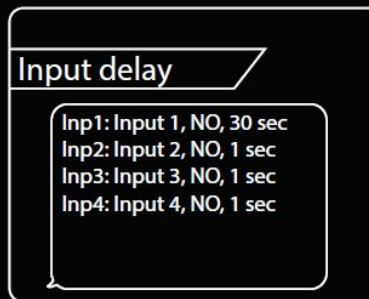 Input delay
Inp1: Input 1, NO, 30 sec
Inp2: Input 2, NO, 1 sec
Inp3: Input 3, NO, 1 sec
Inp4: Input 4, NO, 1 sec